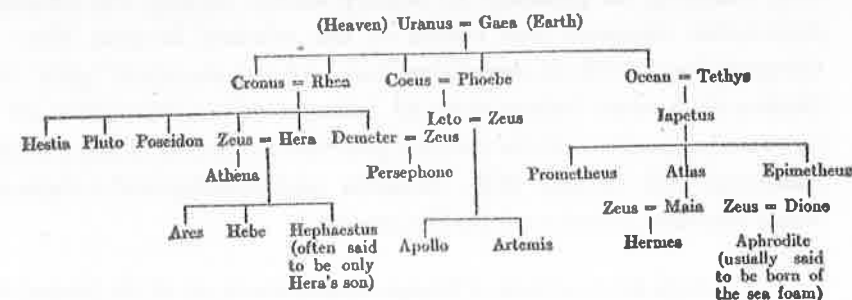 (Heaven) Uranus = Gaea (Earth)
Cronus = Rhea Coeus = Phoebe Ocean = Tethys
Leto = Zeus Iapetus
Hestia Pluto Poseidon Zeus = Hera Demeter = Zeus
Athena Persephone Prometheus Atlas Epimetheus
Zeus = Maia Zeus = Dione
Ares Hebe Hephaestus Apollo Artemis Hermes Aphrodite
(often said (usually said
to be only to be born of
Hera's son) the sea foam)